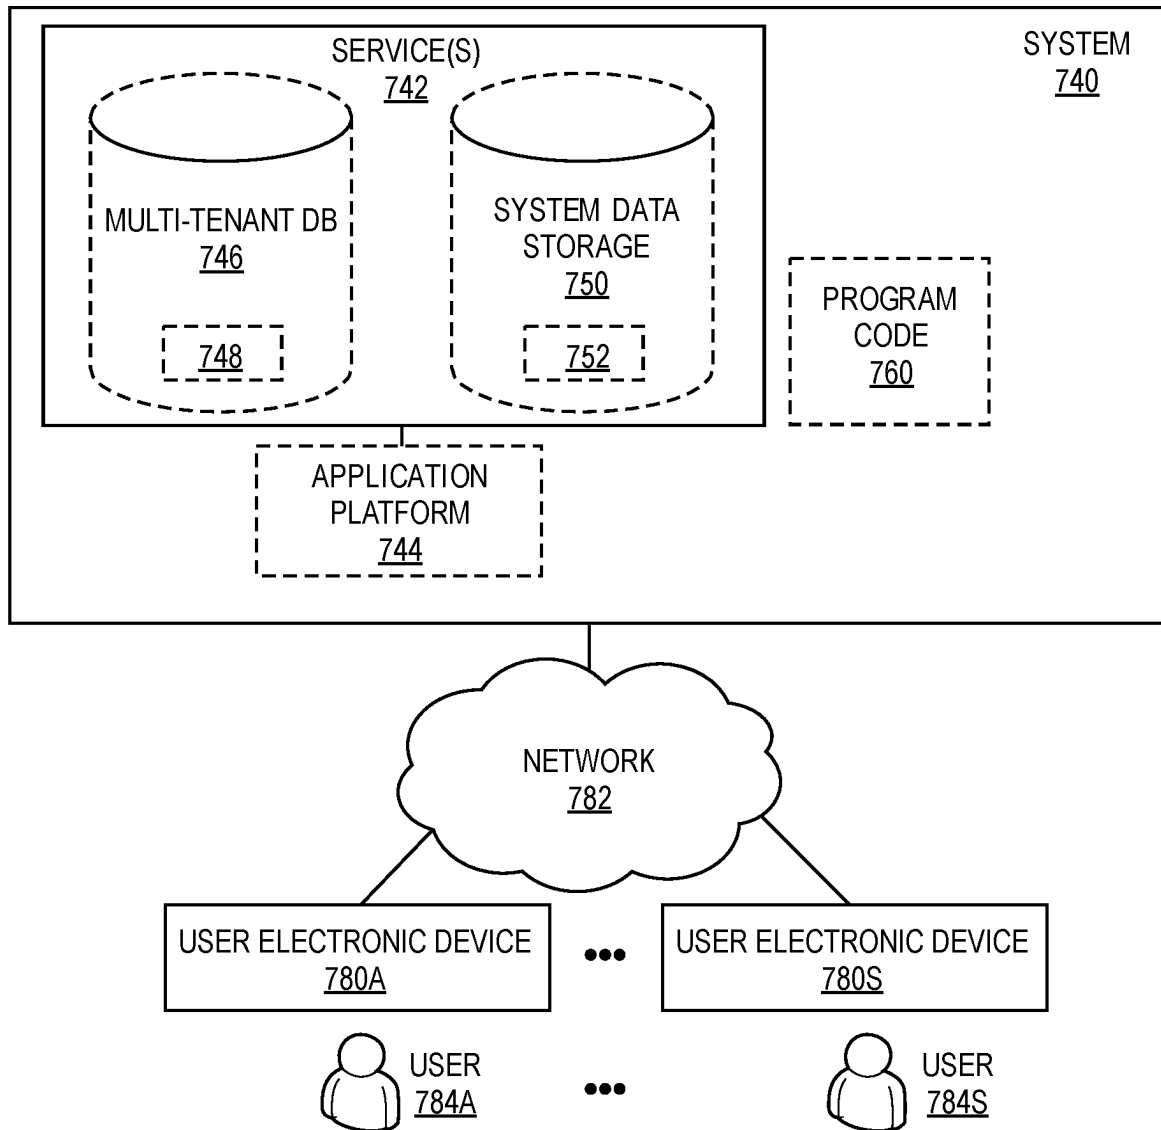 SERVICE(S)
742
SYSTEM
740
MULTI-TENANT DB
746
748
SYSTEM DATA
STORAGE
750
752
PROGRAM
CODE
760
APPLICATION
PLATFORM
744
NETWORK
782
USER ELECTRONIC DEVICE
780A
USER ELECTRONIC DEVICE
780S
USER
784A
USER
784S